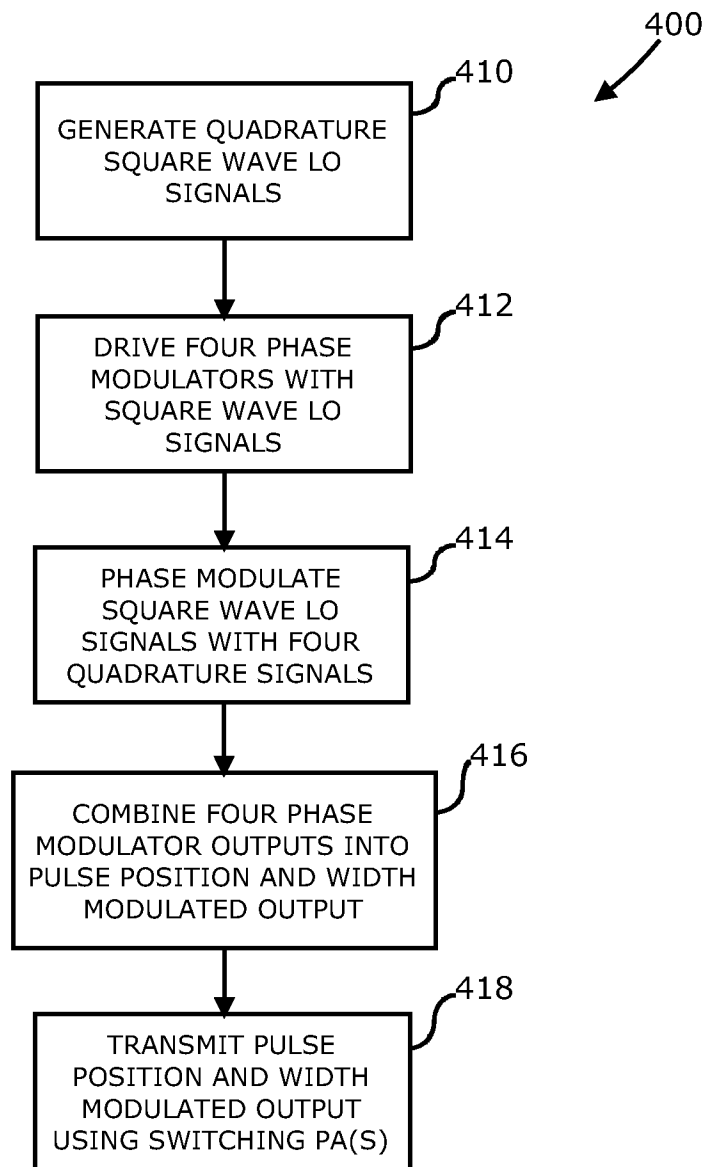 400
410
GENERATE QUADRATURE
SQUARE WAVE LO
SIGNALS
412
DRIVE FOUR PHASE
MODULATORS WITH
SQUARE WAVE LO
SIGNALS
414
PHASE MODULATE
SQUARE WAVE LO
SIGNALS WITH FOUR
QUADRATURE SIGNALS
416
COMBINE FOUR PHASE
MODULATOR OUTPUTS INTO
PULSE POSITION AND WIDTH
MODULATED OUTPUT
418
TRANSMIT PULSE
POSITION AND WIDTH
MODULATED OUTPUT
USING SWITCHING PA(S)